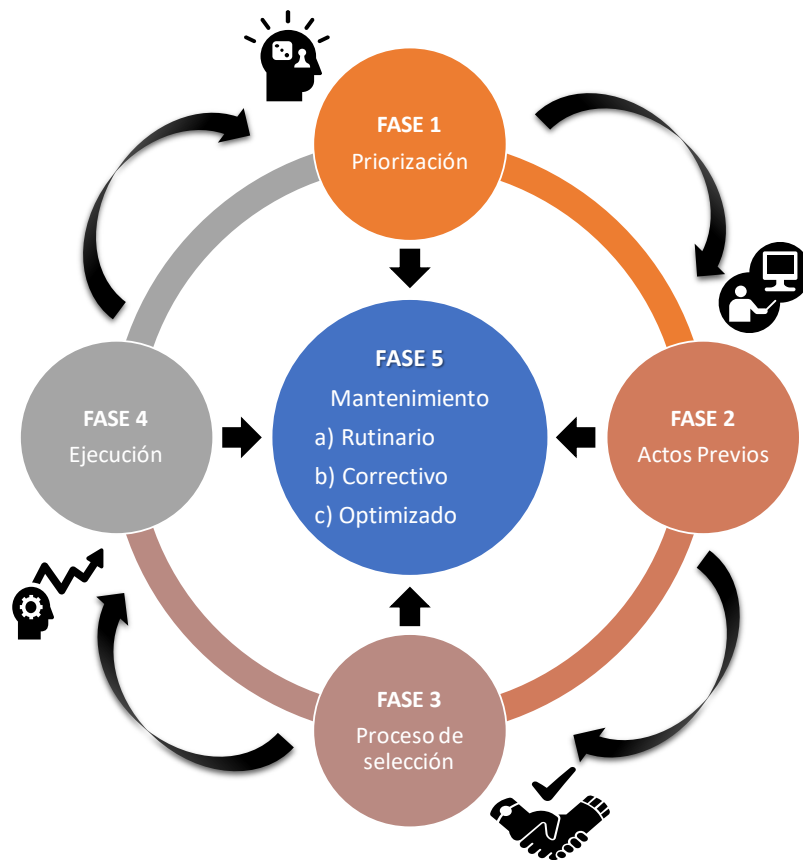 FASE 1
Priorización
FASE 2
Actos Previos
FASE 3
Proceso de
selección
FASE 4
Ejecución
FASE 5
Mantenimiento
a) Rutinario
b) Correctivo
c) Optimizado